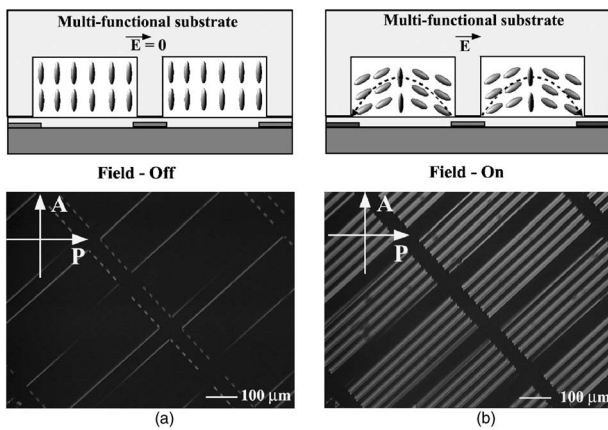 Multi-functional substrate
E = 0
Field - Off
A
P
100 μm
(a)
Multi-functional substrate
E
Field - On
A
P
100 μm
(b)